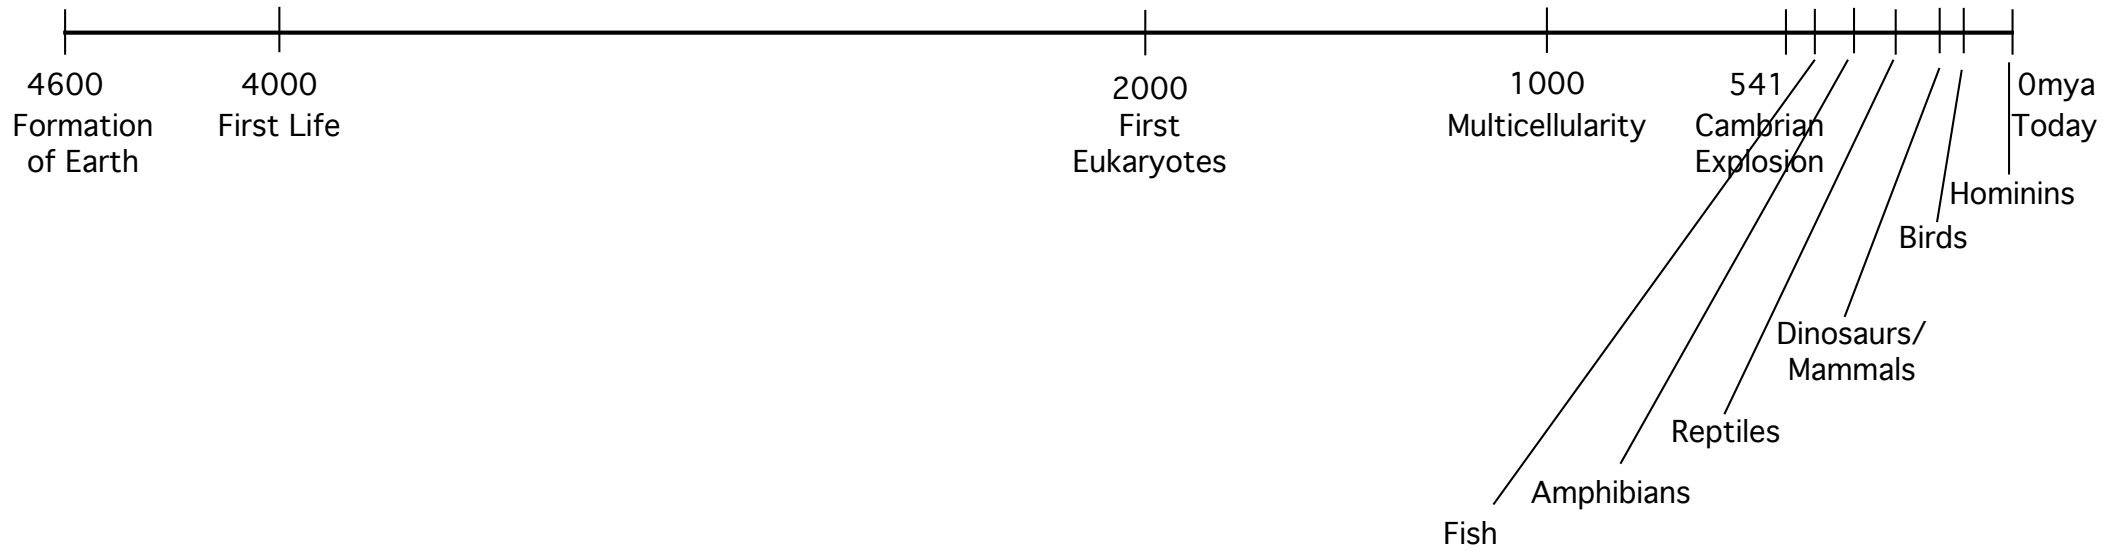 4600
Formation
of Earth
4000
First Life
2000
First
Eukaryotes
1000
Multicellularity
541
Cambrian
Explosion
0mya
Today
Hominins
Birds
Dinosaurs/
Mammals
Reptiles
Amphibians
Fish